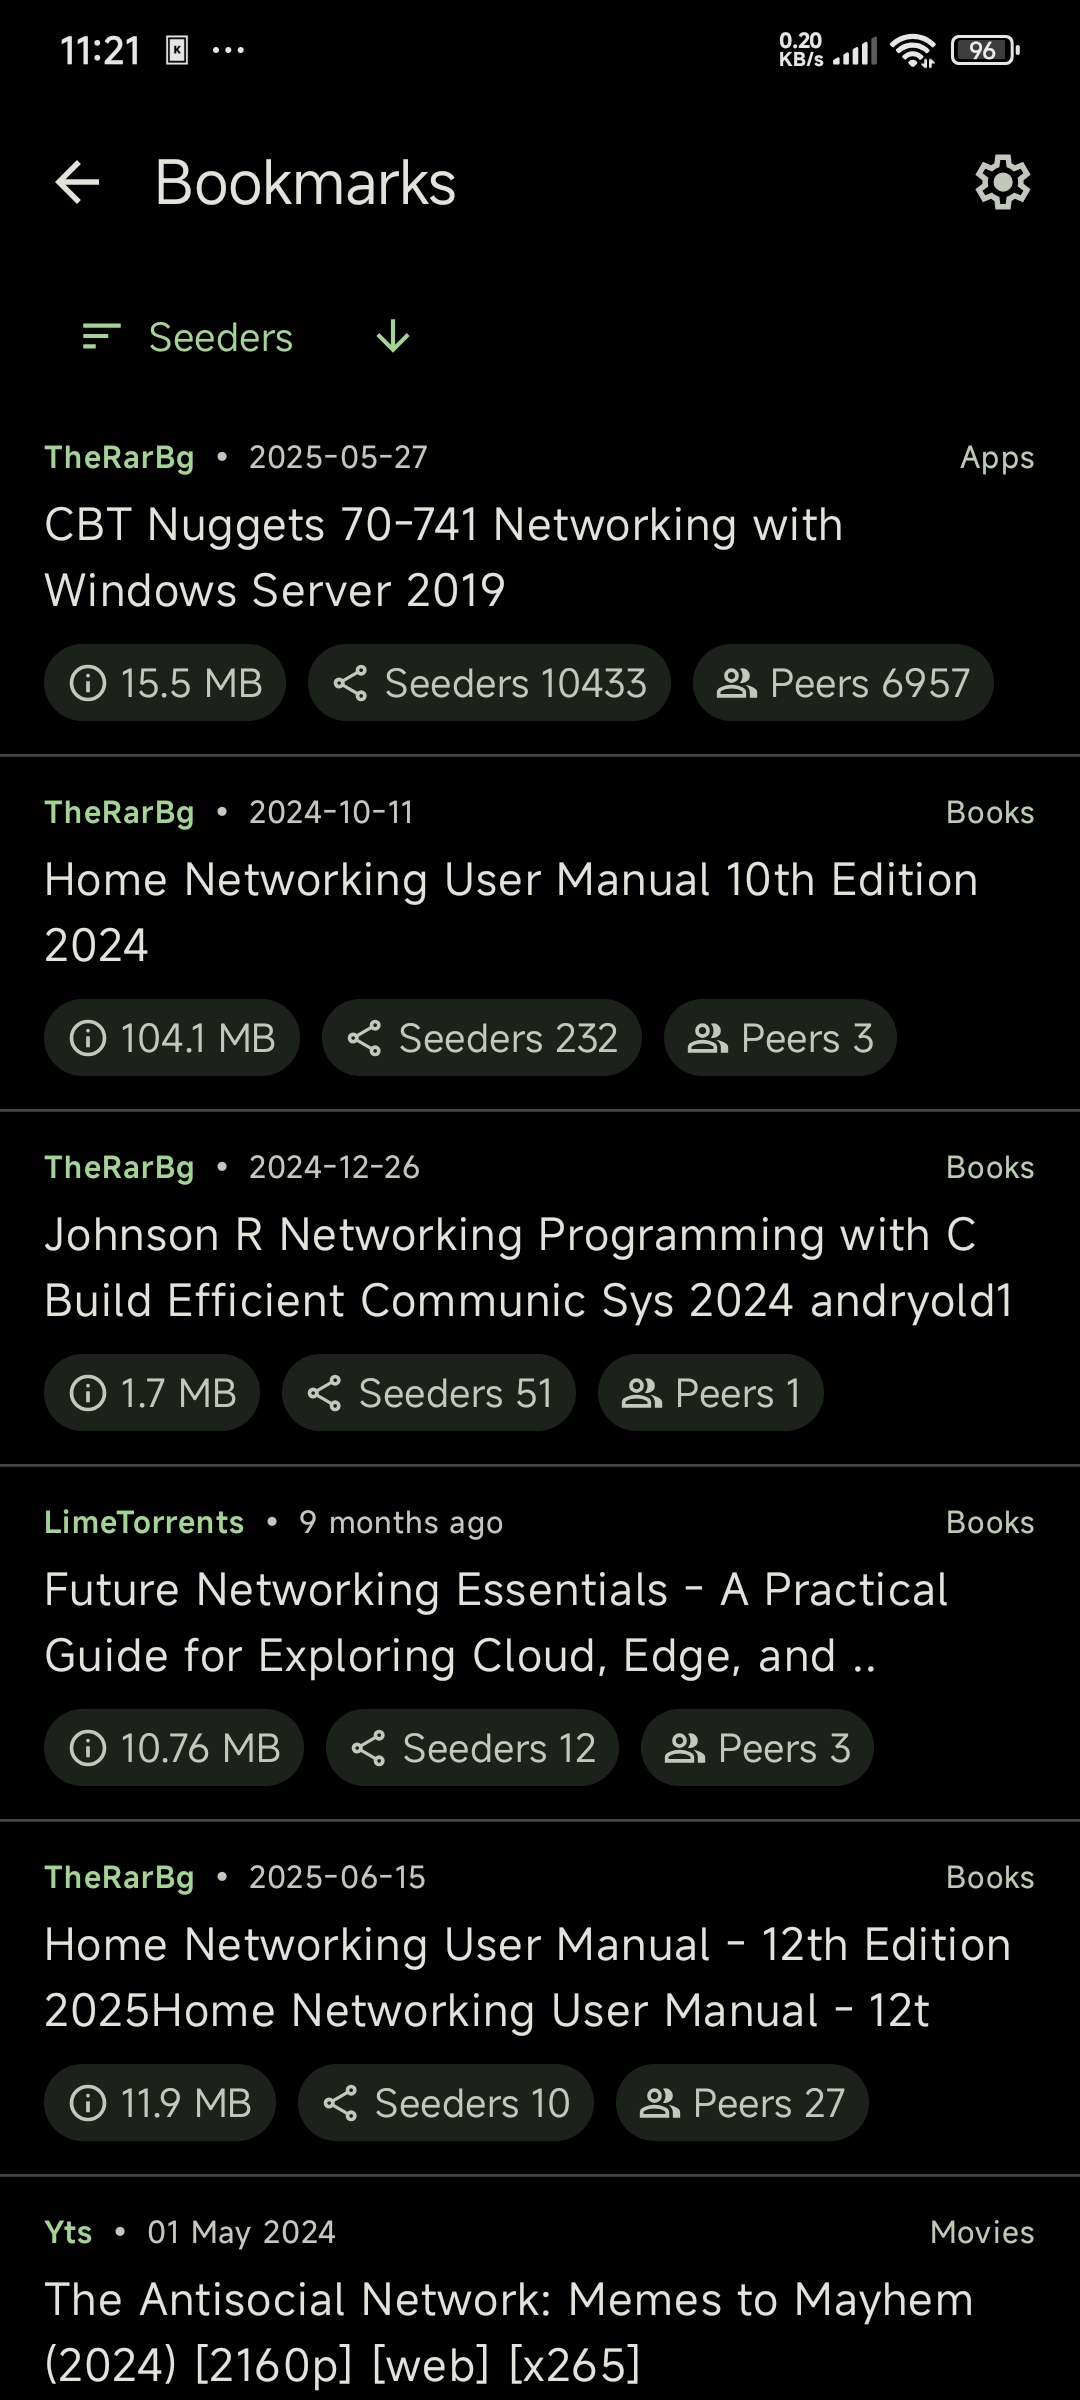 11:21 K ... 0.20 KB/s 96
Bookmarks
Seeders
TheRarBg • 2025-05-27 Apps
CBT Nuggets 70-741 Networking with
Windows Server 2019
15.5 MB Seeders 10433 Peers 6957
TheRarBg • 2024-10-11 Books
Home Networking User Manual 10th Edition
2024
104.1 MB Seeders 232 Peers 3
TheRarBg • 2024-12-26 Books
Johnson R Networking Programming with C
Build Efficient Communic Sys 2024 andryold1
1.7 MB Seeders 51 Peers 1
LimeTorrents • 9 months ago Books
Future Networking Essentials - A Practical
Guide for Exploring Cloud, Edge, and ..
10.76 MB Seeders 12 Peers 3
TheRarBg • 2025-06-15 Books
Home Networking User Manual - 12th Edition
2025Home Networking User Manual - 12t
11.9 MB Seeders 10 Peers 27
Yts • 01 May 2024 Movies
The Antisocial Network: Memes to Mayhem
(2024) [2160p] [web] [x265]